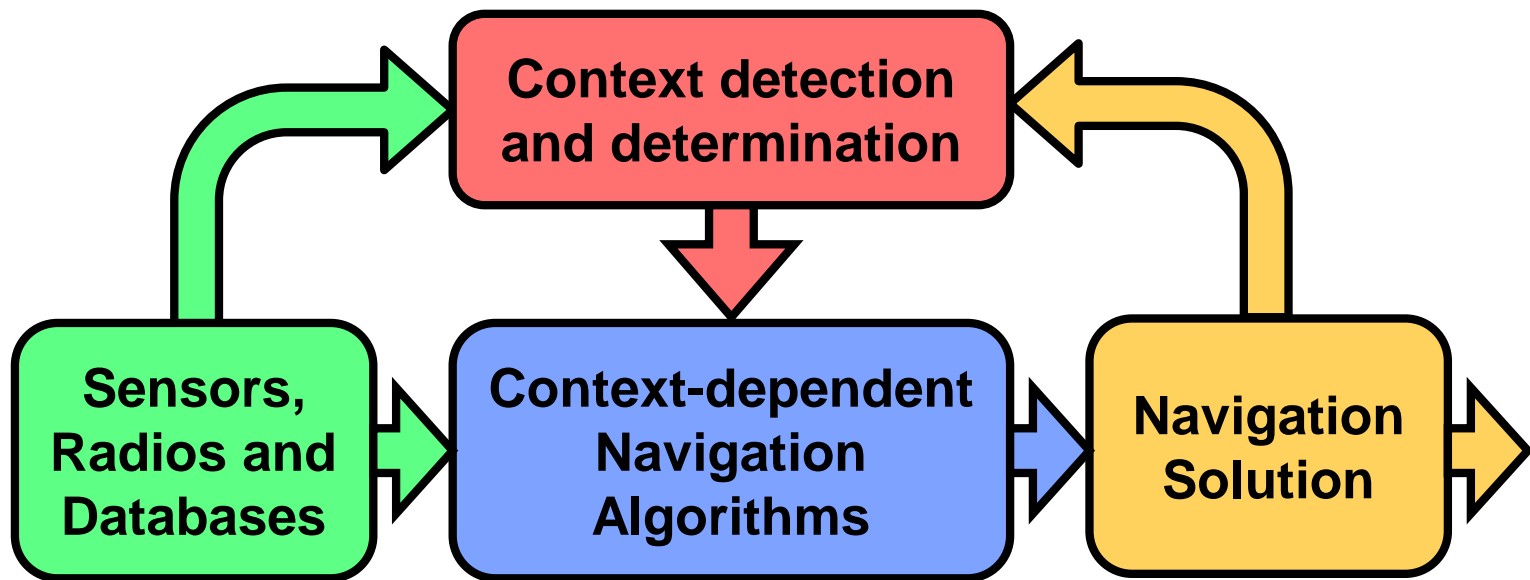 Context detection
and determination
Sensors,
Radios and
Databases
Context-dependent
Navigation
Algorithms
Navigation
Solution